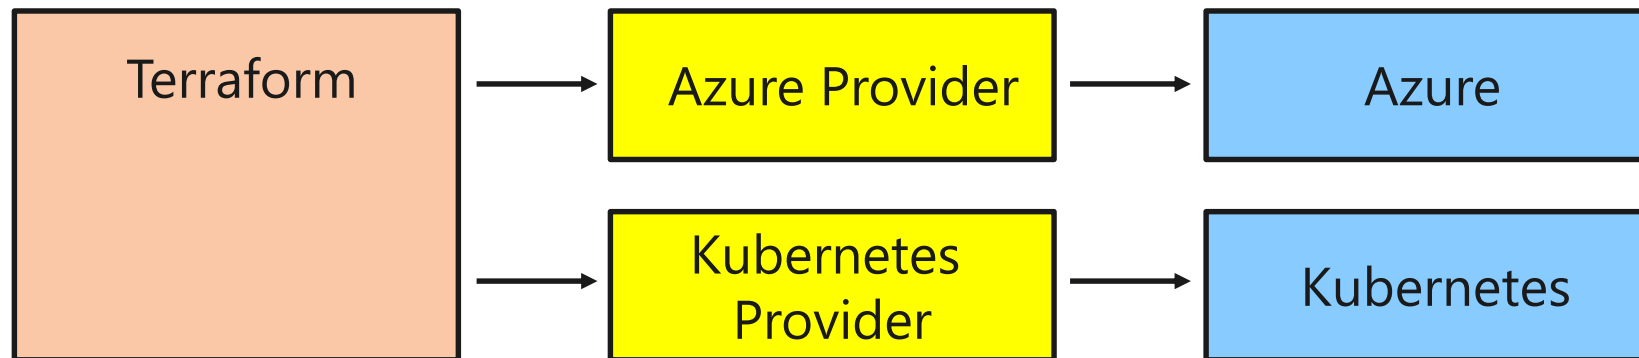 Terraform
Azure Provider
Azure
Kubernetes
Provider
Kubernetes